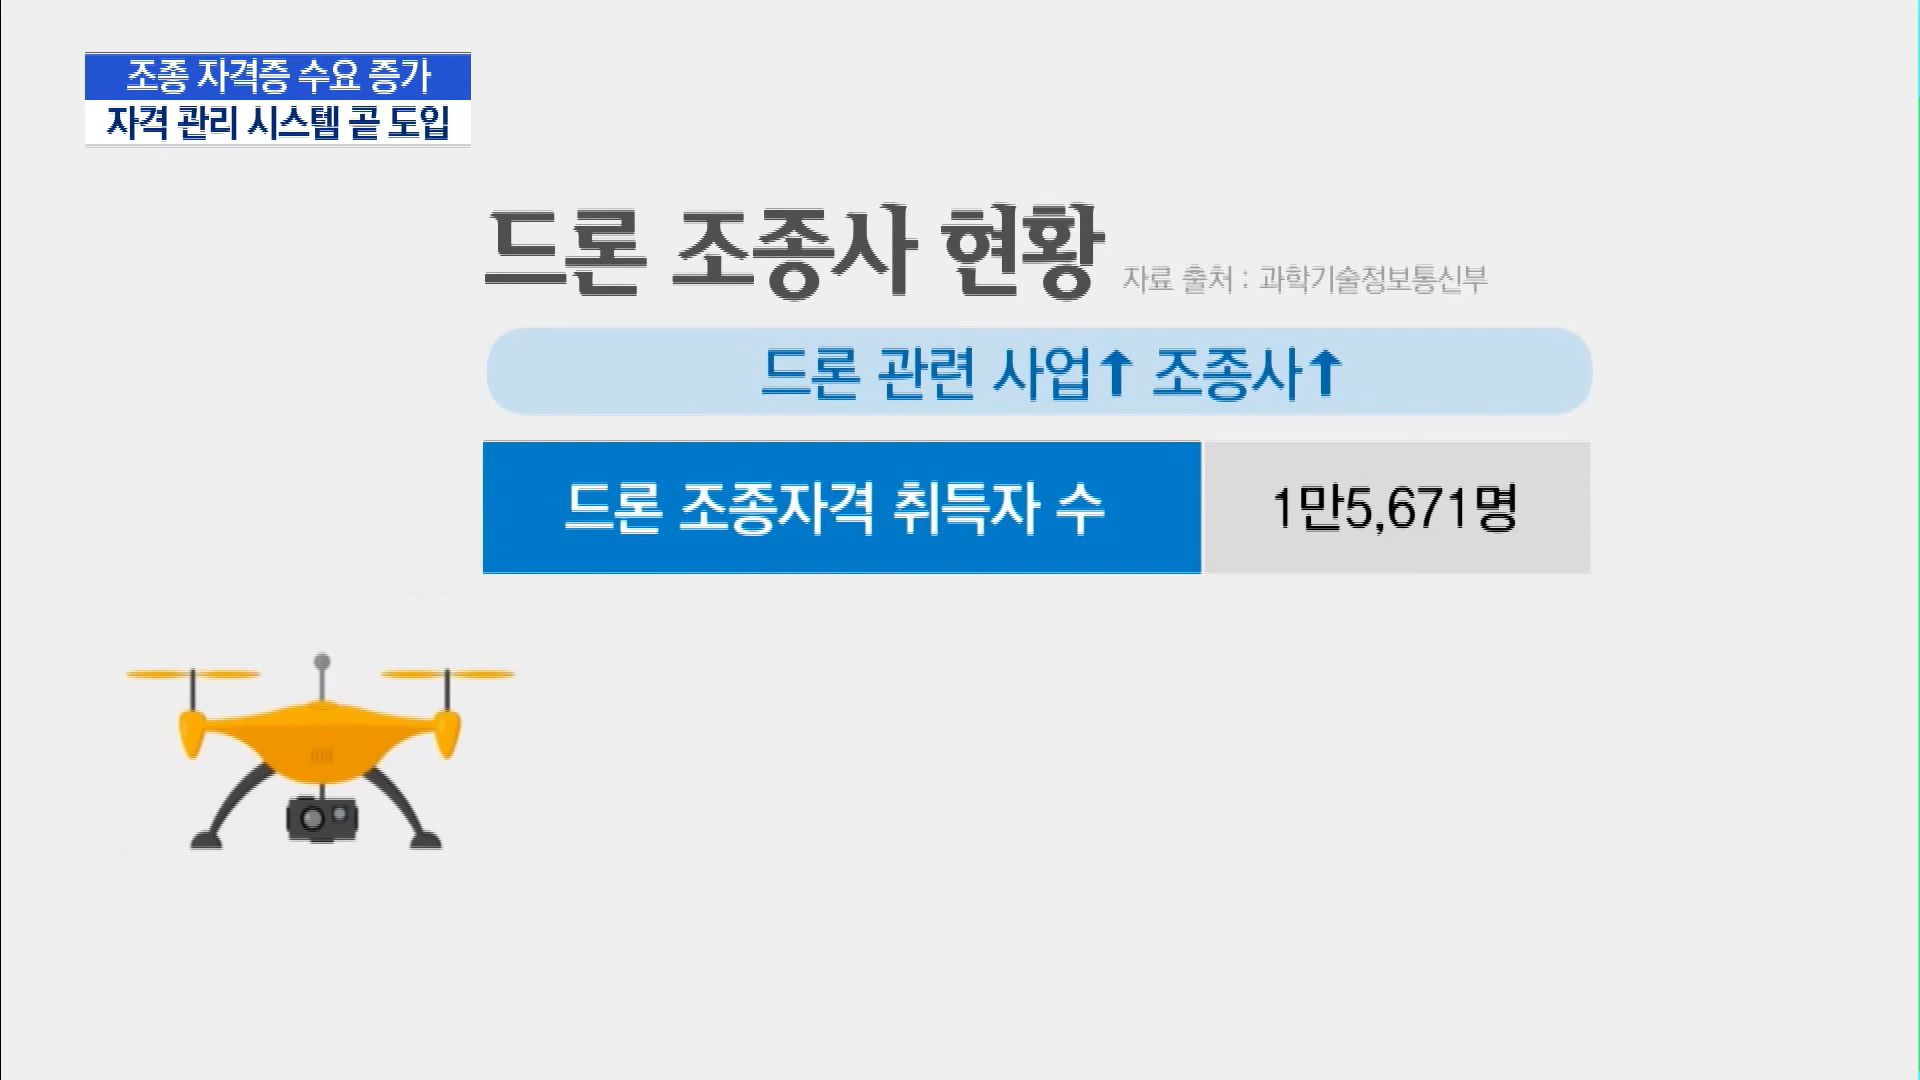 조종 자격증 수요 증가
자격 관리 시스템 곧 도입
드론 조종사 현황 자료 출처 : 과학기술정보통신부
드론 관련 사업↑ 조종사↑
드론 조종자격 취득자 수 1만5,671명